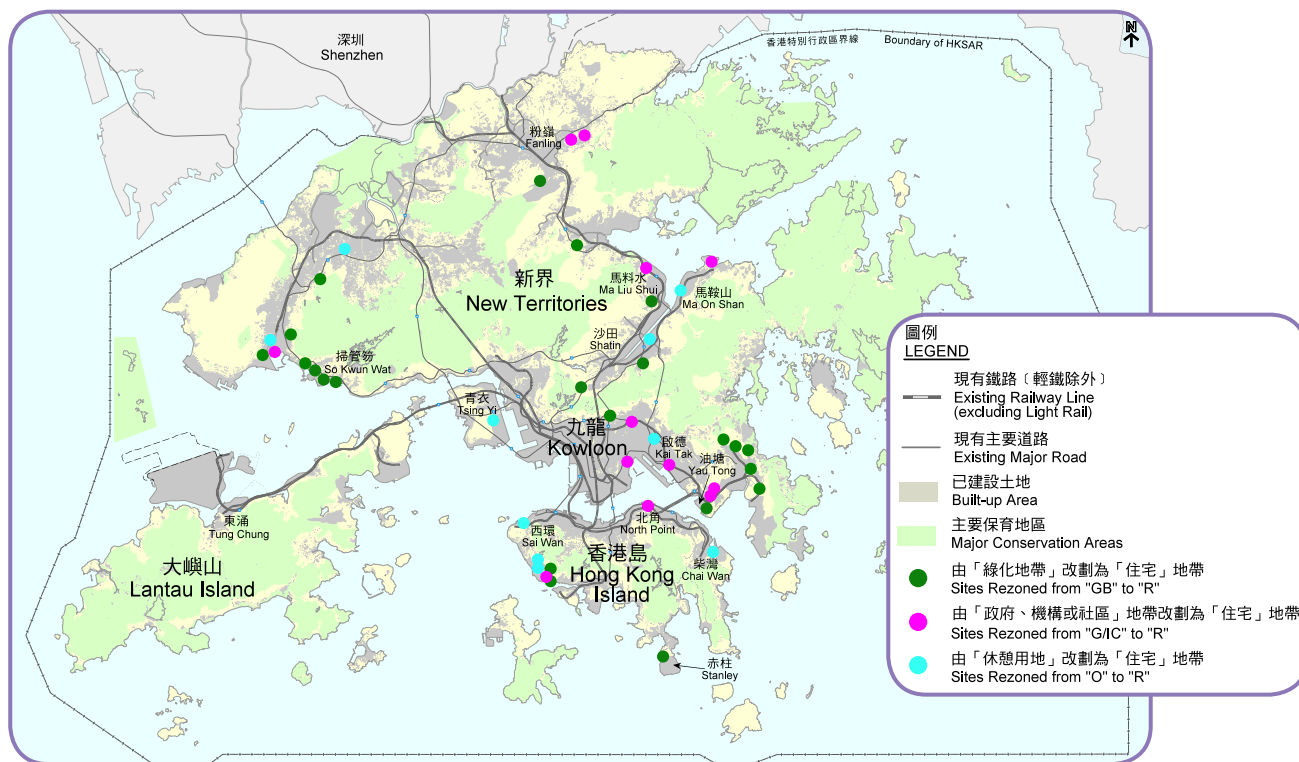 深圳
Shenzhen
香港特別行政區界線 Boundary of HKSAR
N
粉嶺
Fanling
新界
New Territories
馬料水
Ma Liu Shui
馬鞍山
Ma On Shan
沙田
Shatin
掃管笏
So Kwun Wat
青衣
Tsing Yi
九龍
Kowloon
啟德
Kai Tak
油塘
Yau Tong
東涌
Tung Chung
大嶼山
Lantau Island
西環
Sai Wan
北角
North Point
香港島
Hong Kong
Island
柴灣
Chai Wan
赤柱
Stanley
圖例
LEGEND
現有鐵路﹝輕鐵除外﹞
Existing Railway Line
(excluding Light Rail)
現有主要道路
Existing Major Road
已建設土地
Built-up Area
主要保育地區
Major Conservation Areas
由「綠化地帶」改劃為「住宅」地帶
Sites Rezoned from "GB" to "R"
由「政府、機構或社區」地帶改劃為「住宅」地帶
Sites Rezoned from "G/IC" to "R"
由「休憩用地」改劃為「住宅」地帶
Sites Rezoned from "O" to "R"